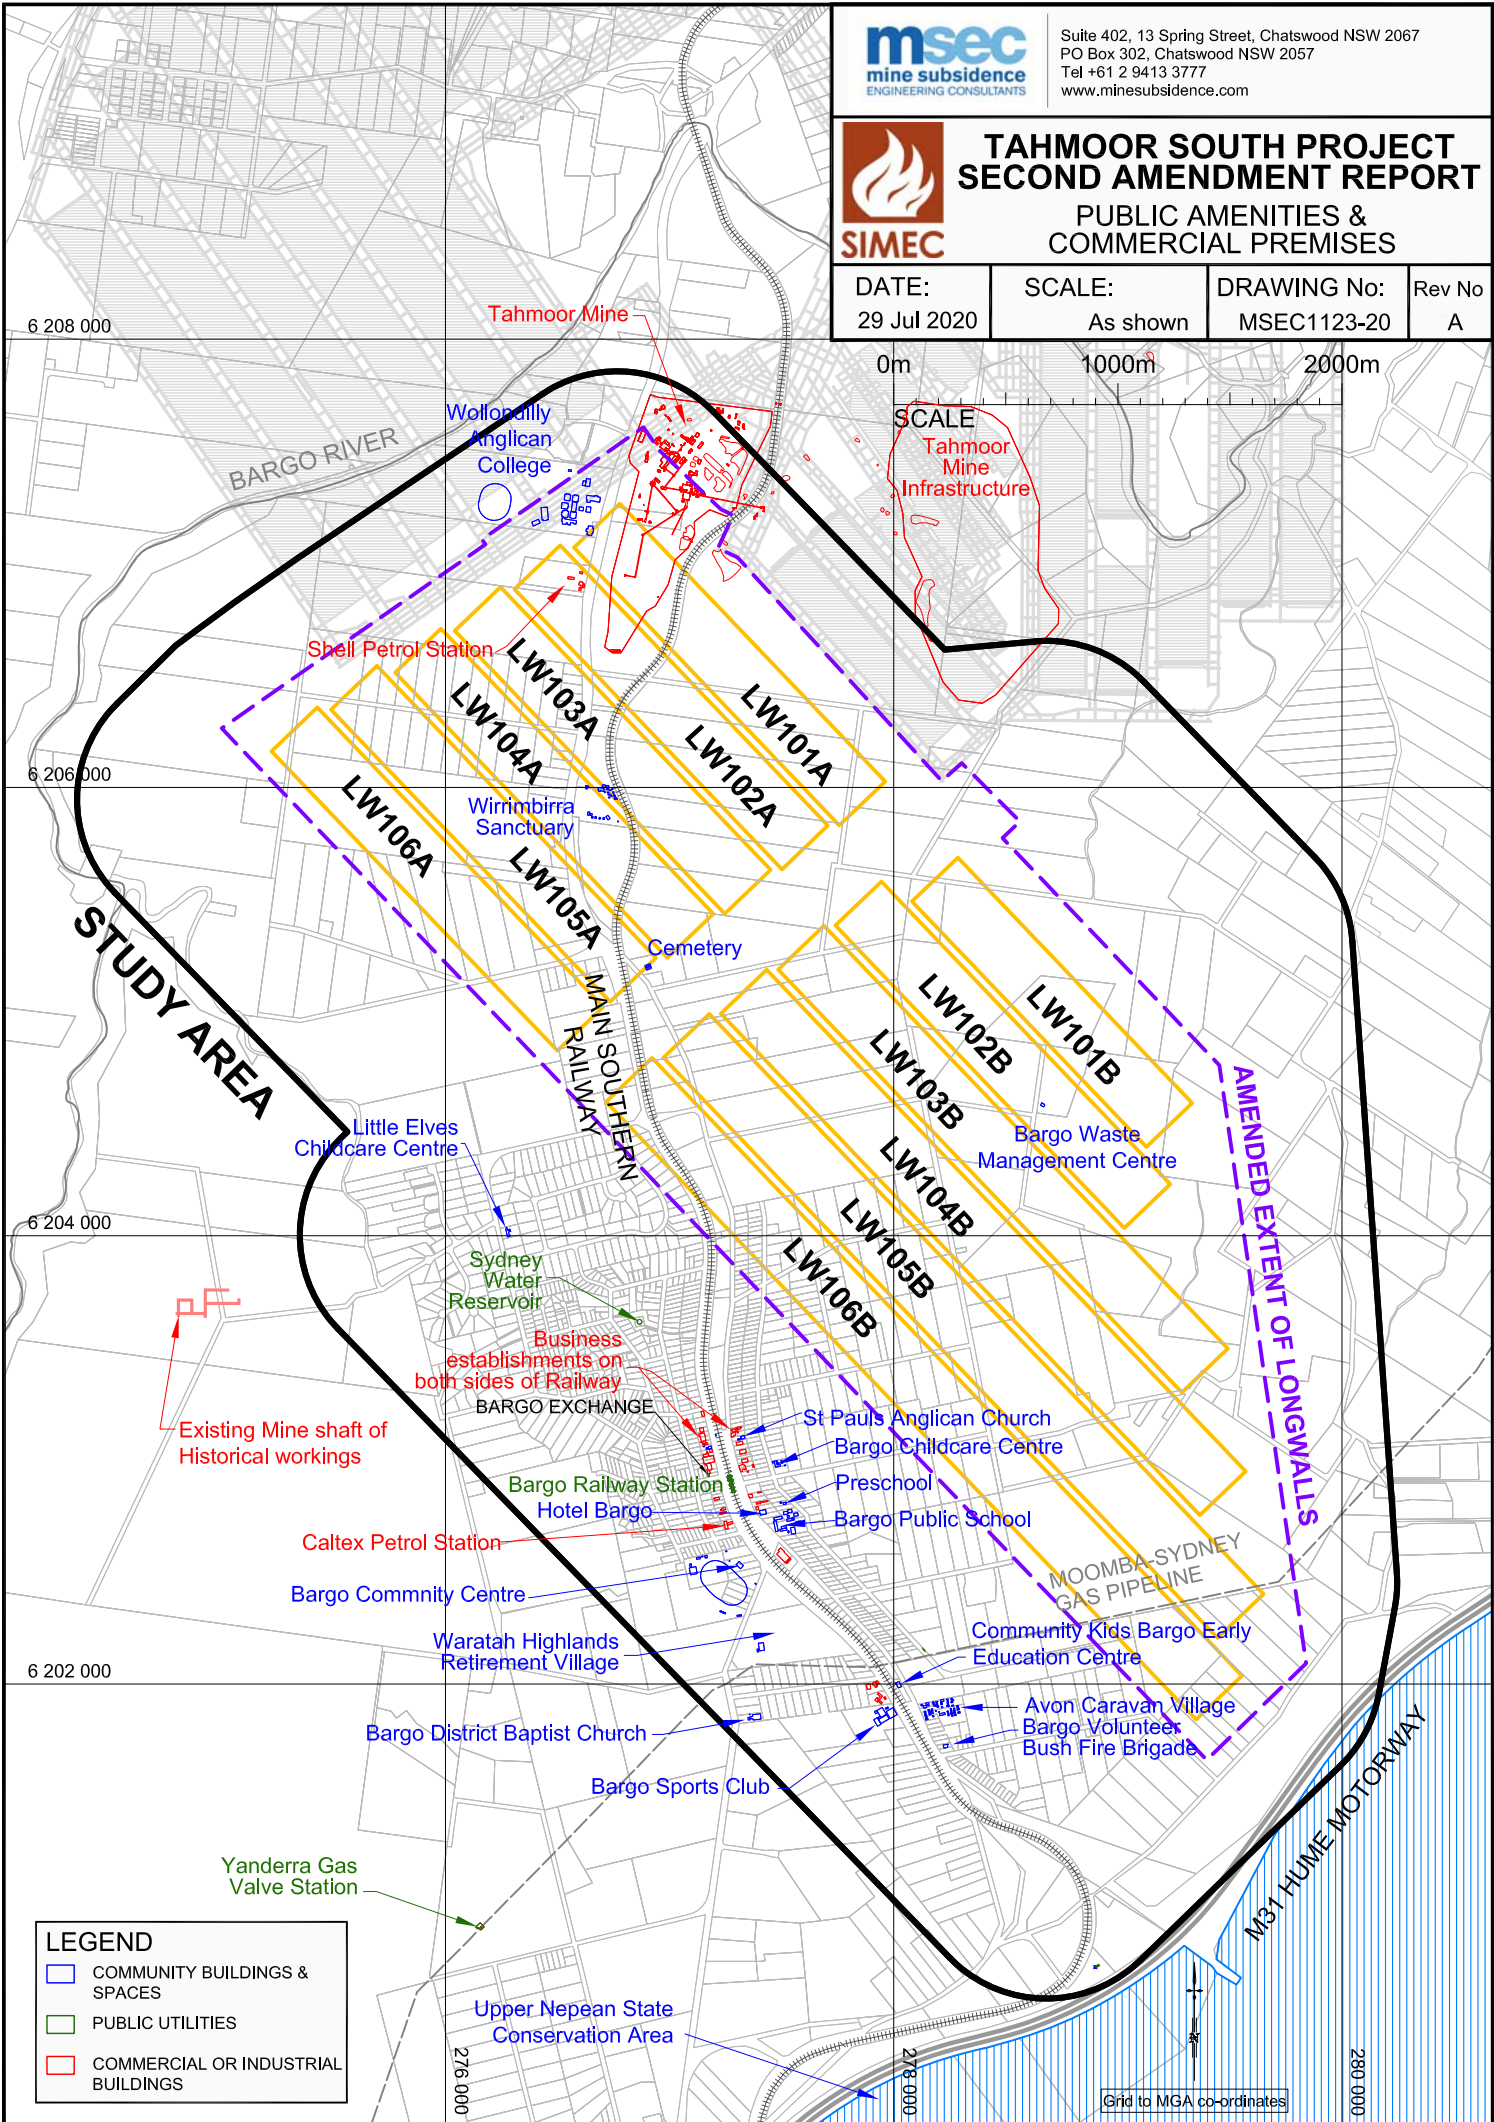 msec
mine subsidence
ENGINEERING CONSULTANTS
Suite 402, 13 Spring Street, Chatswood NSW 2067
PO Box 302, Chatswood NSW 2057
Tel +61 2 9413 3777
www.minesubsidence.com
SIMEC
TAHMOOR SOUTH PROJECT
SECOND AMENDMENT REPORT
PUBLIC AMENITIES &
COMMERCIAL PREMISES
DATE:
29 Jul 2020
SCALE:
As shown
DRAWING No:
MSEC1123-20
Rev No
A
0m
1000m
2000m
SCALE
6 208 000
Tahmoor Mine
Wollondilly
Anglican
College
BARGO RIVER
Tahmoor
Mine
Infrastructure
Shell Petrol Station
LW103A
LW104A
LW101A
LW102A
6 206 000
LW106A
Wirrimbirra
Sanctuary
LW105A
STUDY AREA
Cemetery
MAIN SOUTHERN
RAILWAY
LW102B
LW101B
LW103B
LW104B
LW105B
LW106B
Bargo Waste
Management Centre
AMENDED EXTENT OF LONGWALLS
Little Elves
Childcare Centre
6 204 000
Sydney
Water
Reservoir
Business
establishments on
both sides of Railway
BARGO EXCHANGE
Existing Mine shaft of
Historical workings
St Pauls Anglican Church
Bargo Childcare Centre
Bargo Railway Station
Preschool
Hotel Bargo
Bargo Public School
Caltex Petrol Station
MOOMBA-SYDNEY
GAS PIPELINE
Bargo Commnity Centre
Waratah Highlands
Retirement Village
Community Kids Bargo Early
Education Centre
6 202 000
Avon Caravan Village
Bargo Volunteer
Bush Fire Brigade
Bargo District Baptist Church
Bargo Sports Club
M31 HUME MOTORWAY
Yanderra Gas
Valve Station
LEGEND
COMMUNITY BUILDINGS &
SPACES
PUBLIC UTILITIES
COMMERCIAL OR INDUSTRIAL
BUILDINGS
Upper Nepean State
Conservation Area
276 000
278 000
280 000
N
Grid to MGA co-ordinates